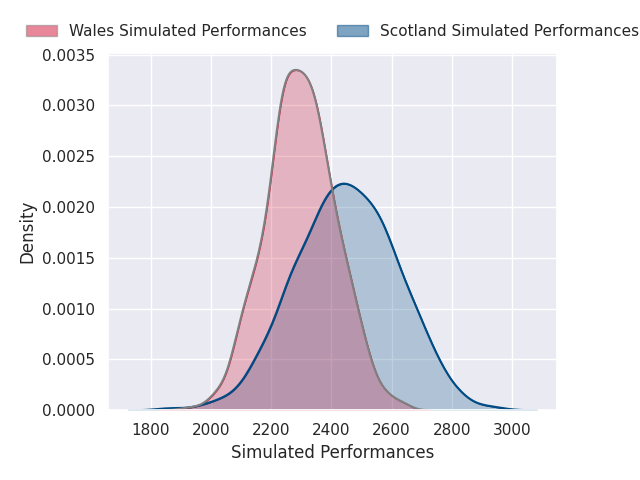 Wales Simulated Performances
Scotland Simulated Performances
0.0035
0.0030
0.0025
0.0020
0.0015
0.0010
0.0005
0.0000
Density
1800 2000 2200 2400 2600 2800 3000
Simulated Performances